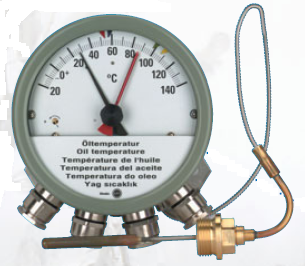 20 0° 20 40 60 80 100 120 140
°C
Öltemperatur
Oil temperature
Température de l'huile
Temperatura del aceite
Temperatura do oleo
Yag sıcaklık